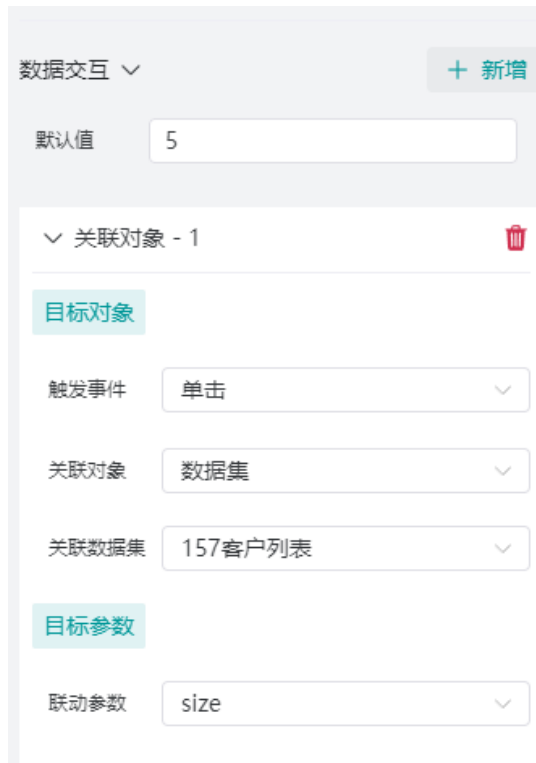 数据交互
+ 新增
默认值 5
关联对象 - 1
目标对象
触发事件 单击
关联对象 数据集
关联数据集 157客户列表
目标参数
联动参数 size